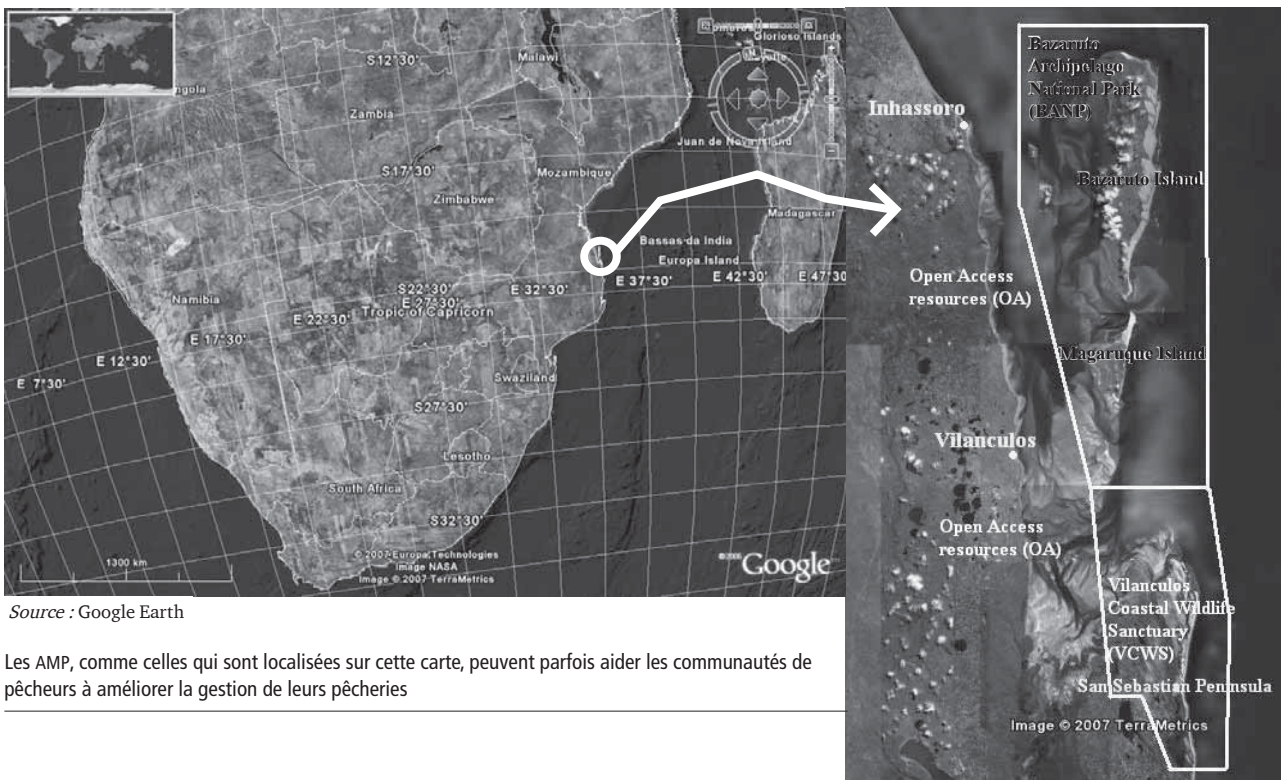 Comoros
Glorioso Islands
Mayotte
S12°30'
Malawi
ngola
Zambia
Juan de Nova Island
S17°30'
Mozambique
Zimbabwe
Madagascar
Bassas da India
Europa Island
Namibia
S22°30'
E 27°30'
E 32°30'
E 37°30'
E 42°30'
E 47°30
E 22°30'
Tropic of Capricorn
E 17°30'
E 12°30'
E 7°30'
Swaziland
S27°30'
Lesotho
South Africa
S32°30'
© 2007 Europa Technologies
Image NASA
Image © 2007 TerraMetrics
1300 km
Google
Source : Google Earth
Les AMP, comme celles qui sont localisées sur cette carte, peuvent parfois aider les communautés de
pêcheurs à améliorer la gestion de leurs pêcheries
Bazaruto
Archipelago
National Park
(BANP)
Inhassoro
Bazaruto Island
Open Access
resources (OA)
Magaruque Island
Vilanculos
Open Access
resources (OA)
Vilanculos
Coastal Wildlife
Sanctuary
(VCWS)
San Sebastian Peninsula
Image © 2007 TerraMetrics